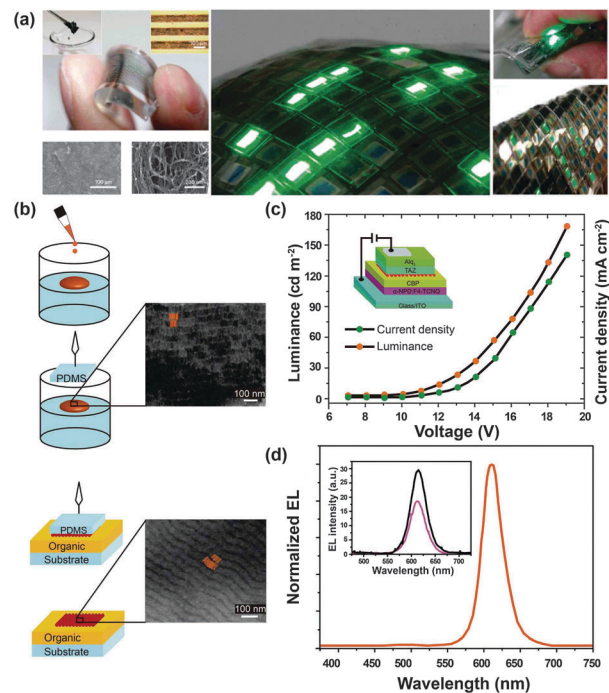 (a)
100 µm
200 nm
(b)
PDMS
100 nm
PDMS
Organic
Substrate
100 nm
Organic
Substrate
(c)
Luminance (cd m⁻²)
180
150
120
90
60
30
0
Alq₃
TAZ
CBP
α-NPD:F4-TCNQ
Glass/ITO
Current density
Luminance
6 8 10 12 14 16 18 20
Voltage (V)
Current density (mA cm⁻²)
(d)
Normalized EL
EL intensity (a.u.)
30
25
20
15
10
5
0
500 550 600 650 700
Wavelength (nm)
400 450 500 550 600 650 700 750
Wavelength (nm)